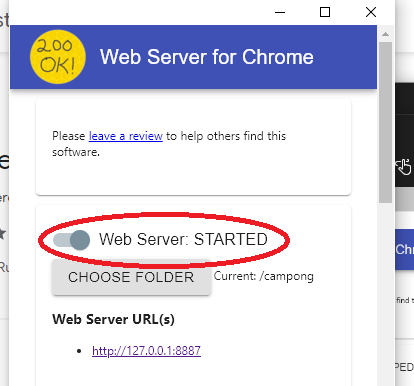 200
OK!
Web Server for Chrome
Please leave a review to help others find this
software.
Web Server: STARTED
CHOOSE FOLDER Current: /campong
Web Server URL(s)
http://127.0.0.1:8887